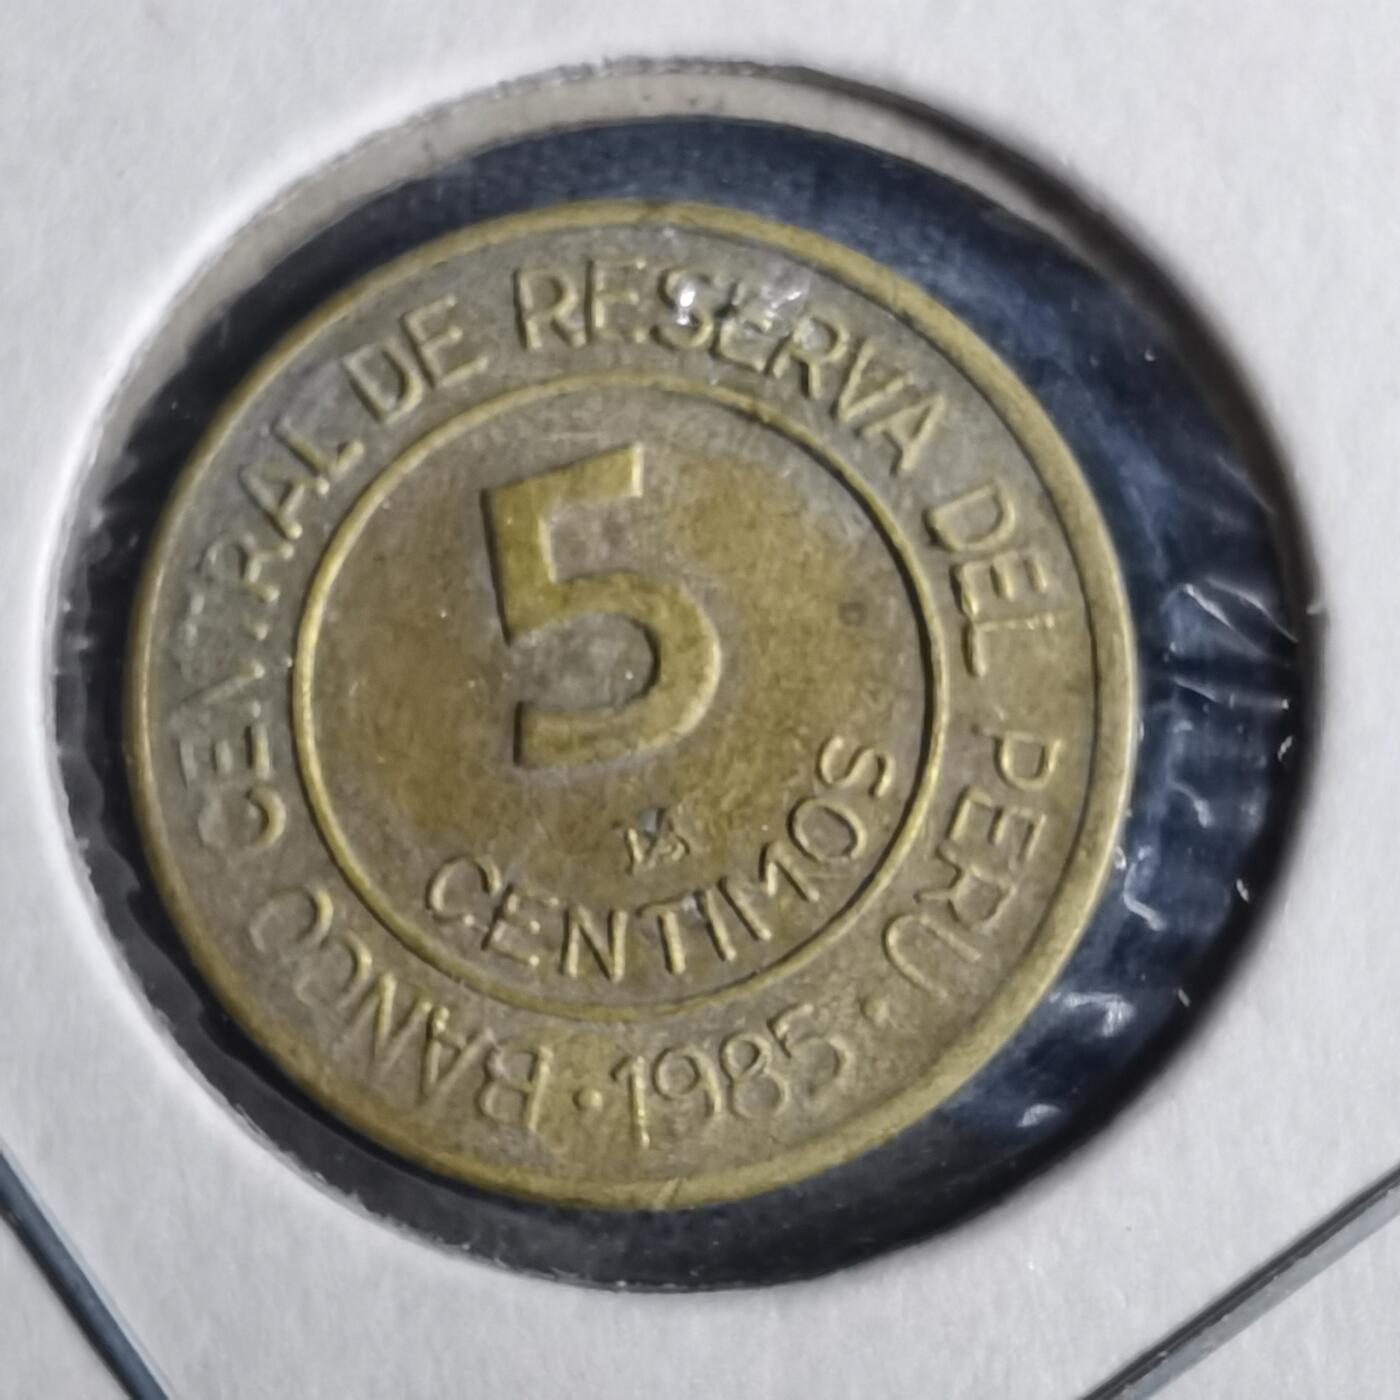 BANCO CENTRAL DE RESERVA DEL PERU
· 1985 ·
5
CENTIMOS